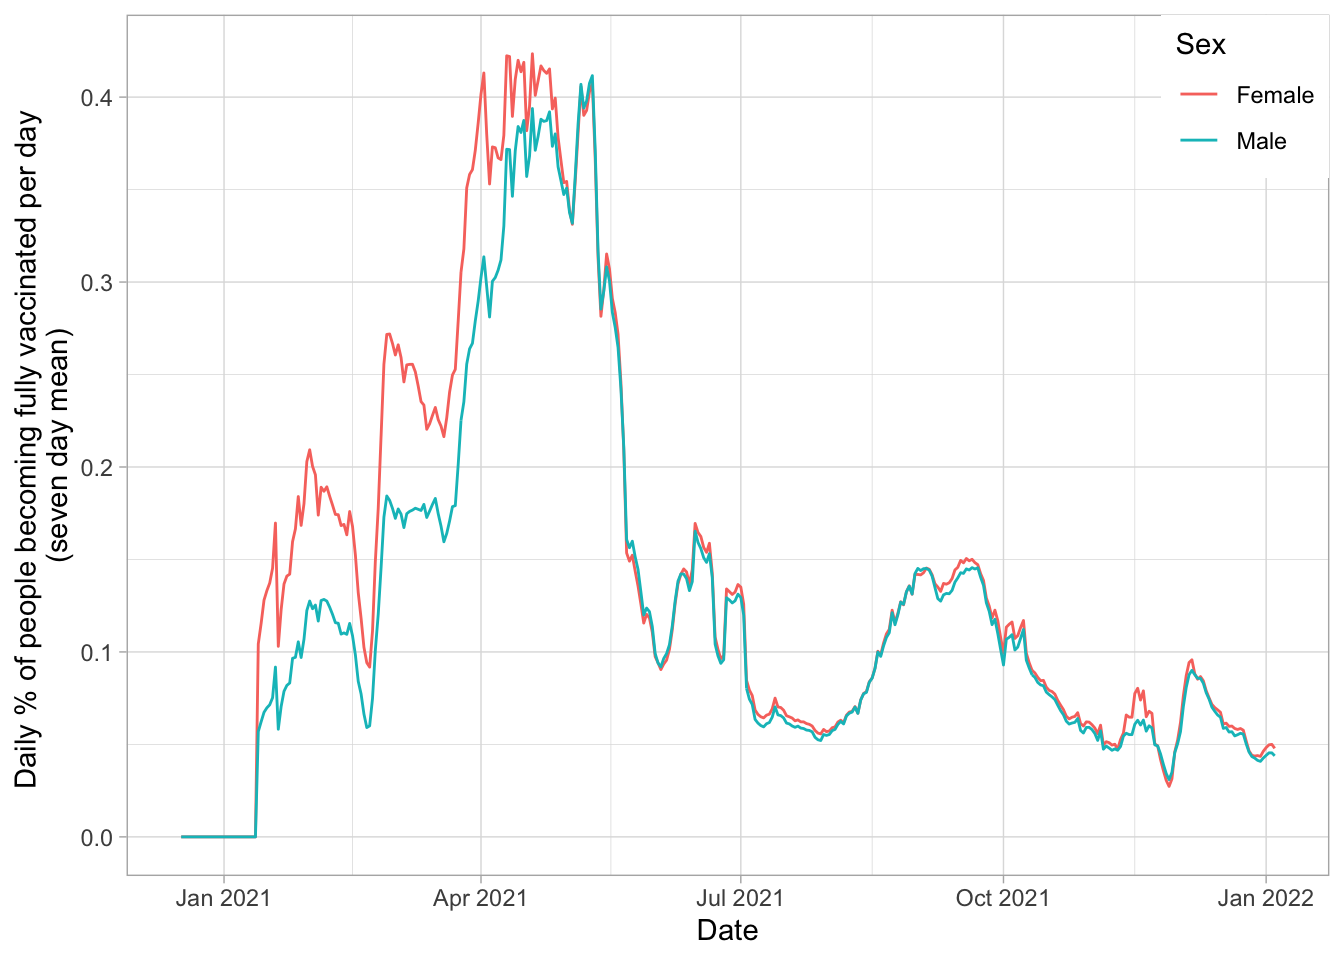 Daily % of people becoming fully vaccinated per day
(seven day mean)
0.4
0.3
0.2
0.1
0.0
Jan 2021
Apr 2021
Jul 2021
Oct 2021
Jan 2022
Date
Sex
Female
Male